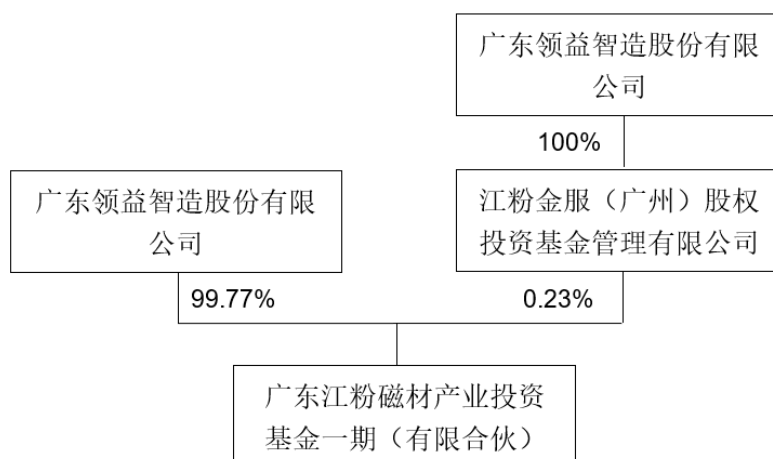 广东领益智造股份有限
公司
100%
广东领益智造股份有限
公司
江粉金服（广州）股权
投资基金管理有限公司
99.77%
0.23%
广东江粉磁材产业投资
基金一期（有限合伙）